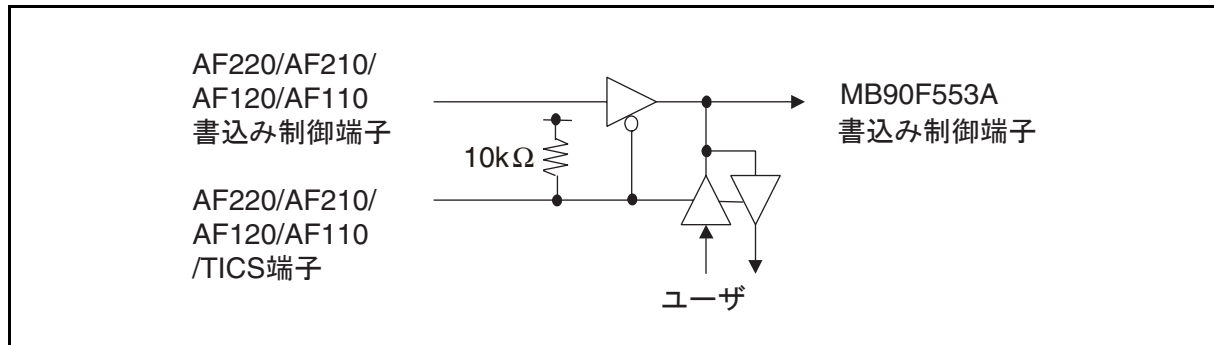 AF220/AF210/
AF120/AF110
書込み制御端子
MB90F553A
書込み制御端子
10kΩ
AF220/AF210/
AF120/AF110
/TICS端子
ユーザ